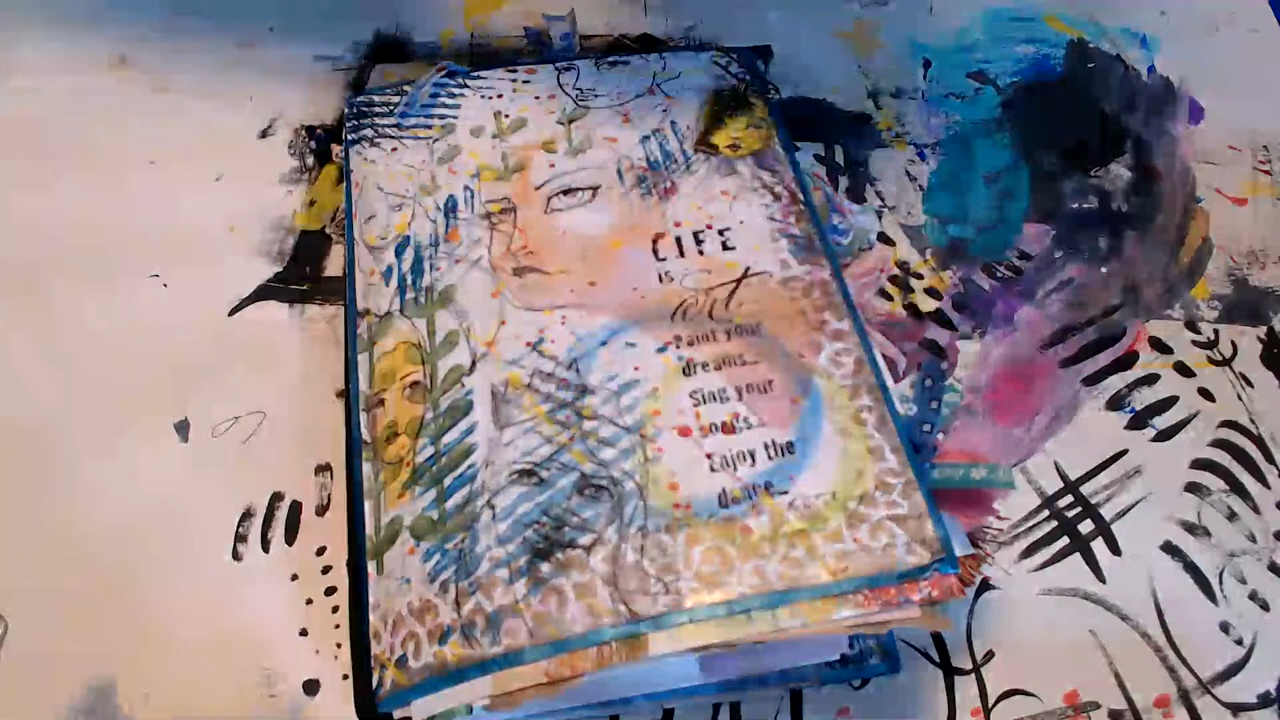 LIFE
IS
art
Paint your
dreams...
Sing your
songs...
Enjoy the
dance...